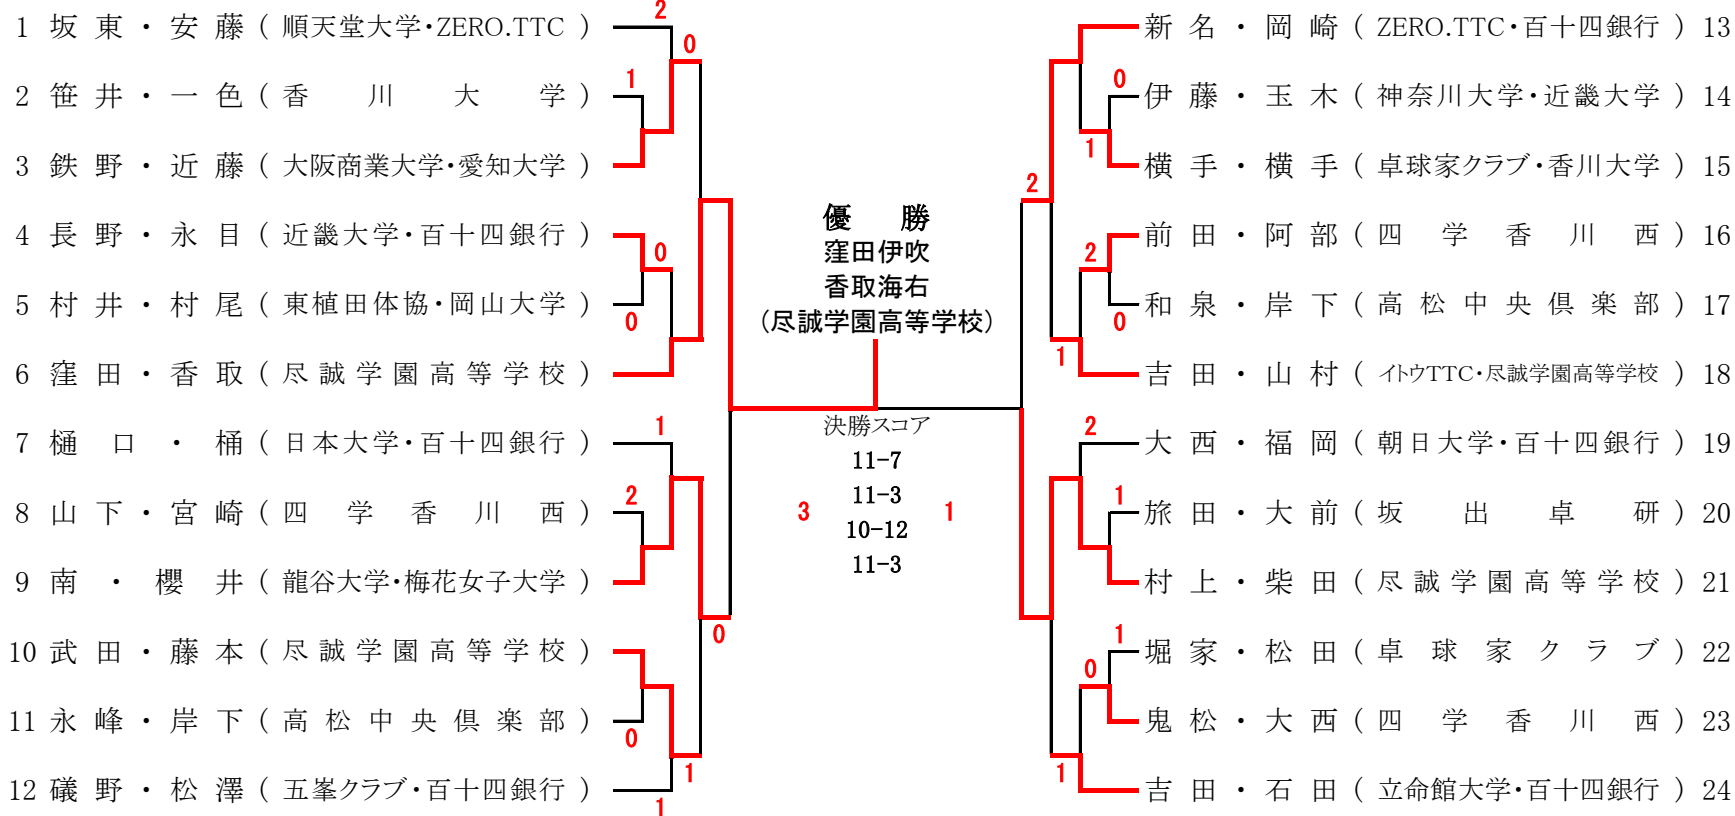 1 坂東・安藤(順天堂大学・ZERO.TTC)
2 笹井・一色(香川大学)
3 鉄野・近藤(大阪商業大学・愛知大学)
4 長野・永目(近畿大学・百十四銀行)
5 村井・村尾(東植田体協・岡山大学)
6 窪田・香取(尽誠学園高等学校)
7 樋口・桶(日本大学・百十四銀行)
8 山下・宮崎(四学香川西)
9 南・櫻井(龍谷大学・梅花女子大学)
10 武田・藤本(尽誠学園高等学校)
11 永峰・岸下(高松中央倶楽部)
12 礒野・松澤(五峯クラブ・百十四銀行)
2
0
1
0
0
1
2
0
0
1
1
優勝
窪田伊吹
香取海右
(尽誠学園高等学校)
決勝スコア
11-7
11-3
10-12
11-3
3
1
0
1
2
2
0
1
2
1
1
0
1
新名・岡崎(ZERO.TTC・百十四銀行)13
伊藤・玉木(神奈川大学・近畿大学)14
横手・横手(卓球家クラブ・香川大学)15
前田・阿部(四学香川西)16
和泉・岸下(高松中央倶楽部)17
吉田・山村(イトウTTC・尽誠学園高等学校)18
大西・福岡(朝日大学・百十四銀行)19
旅田・大前(坂出卓研)20
村上・柴田(尽誠学園高等学校)21
堀家・松田(卓球家クラブ)22
鬼松・大西(四学香川西)23
吉田・石田(立命館大学・百十四銀行)24